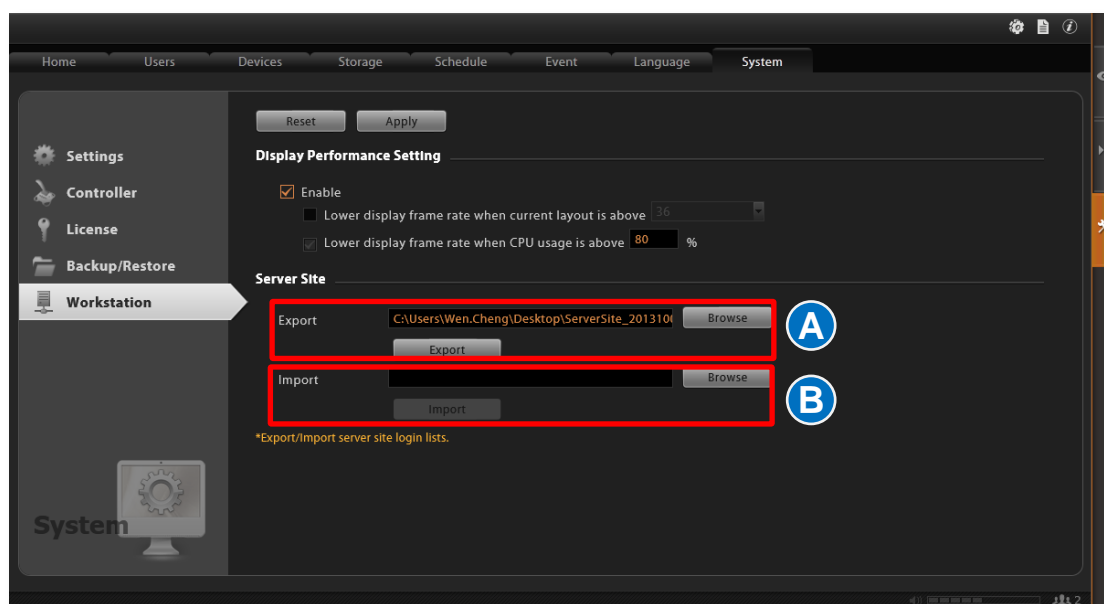 Home Users Devices Storage Schedule Event Language System
Reset Apply
Settings
Controller
License
Backup/Restore
Workstation
Display Performance Setting
Enable
Lower display frame rate when current layout is above 36
Lower display frame rate when CPU usage is above 80 %
Server Site
Export C:\Users\Wen.Cheng\Desktop\ServerSite_2013100 Browse
A
Export
Import Browse
B
Import
*Export/Import server site login lists.
System
2